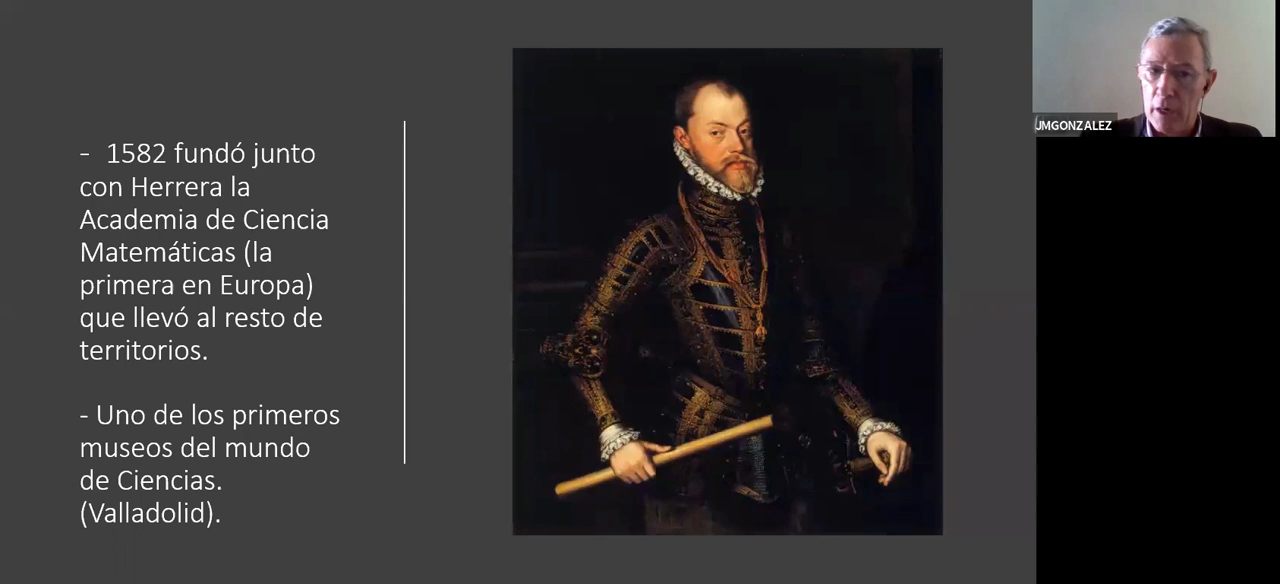 - 1582 fundó junto
con Herrera la
Academia de Ciencia
Matemáticas (la
primera en Europa)
que llevó al resto de
territorios.
- Uno de los primeros
museos del mundo
de Ciencias.
(Valladolid).
JMGONZALEZ